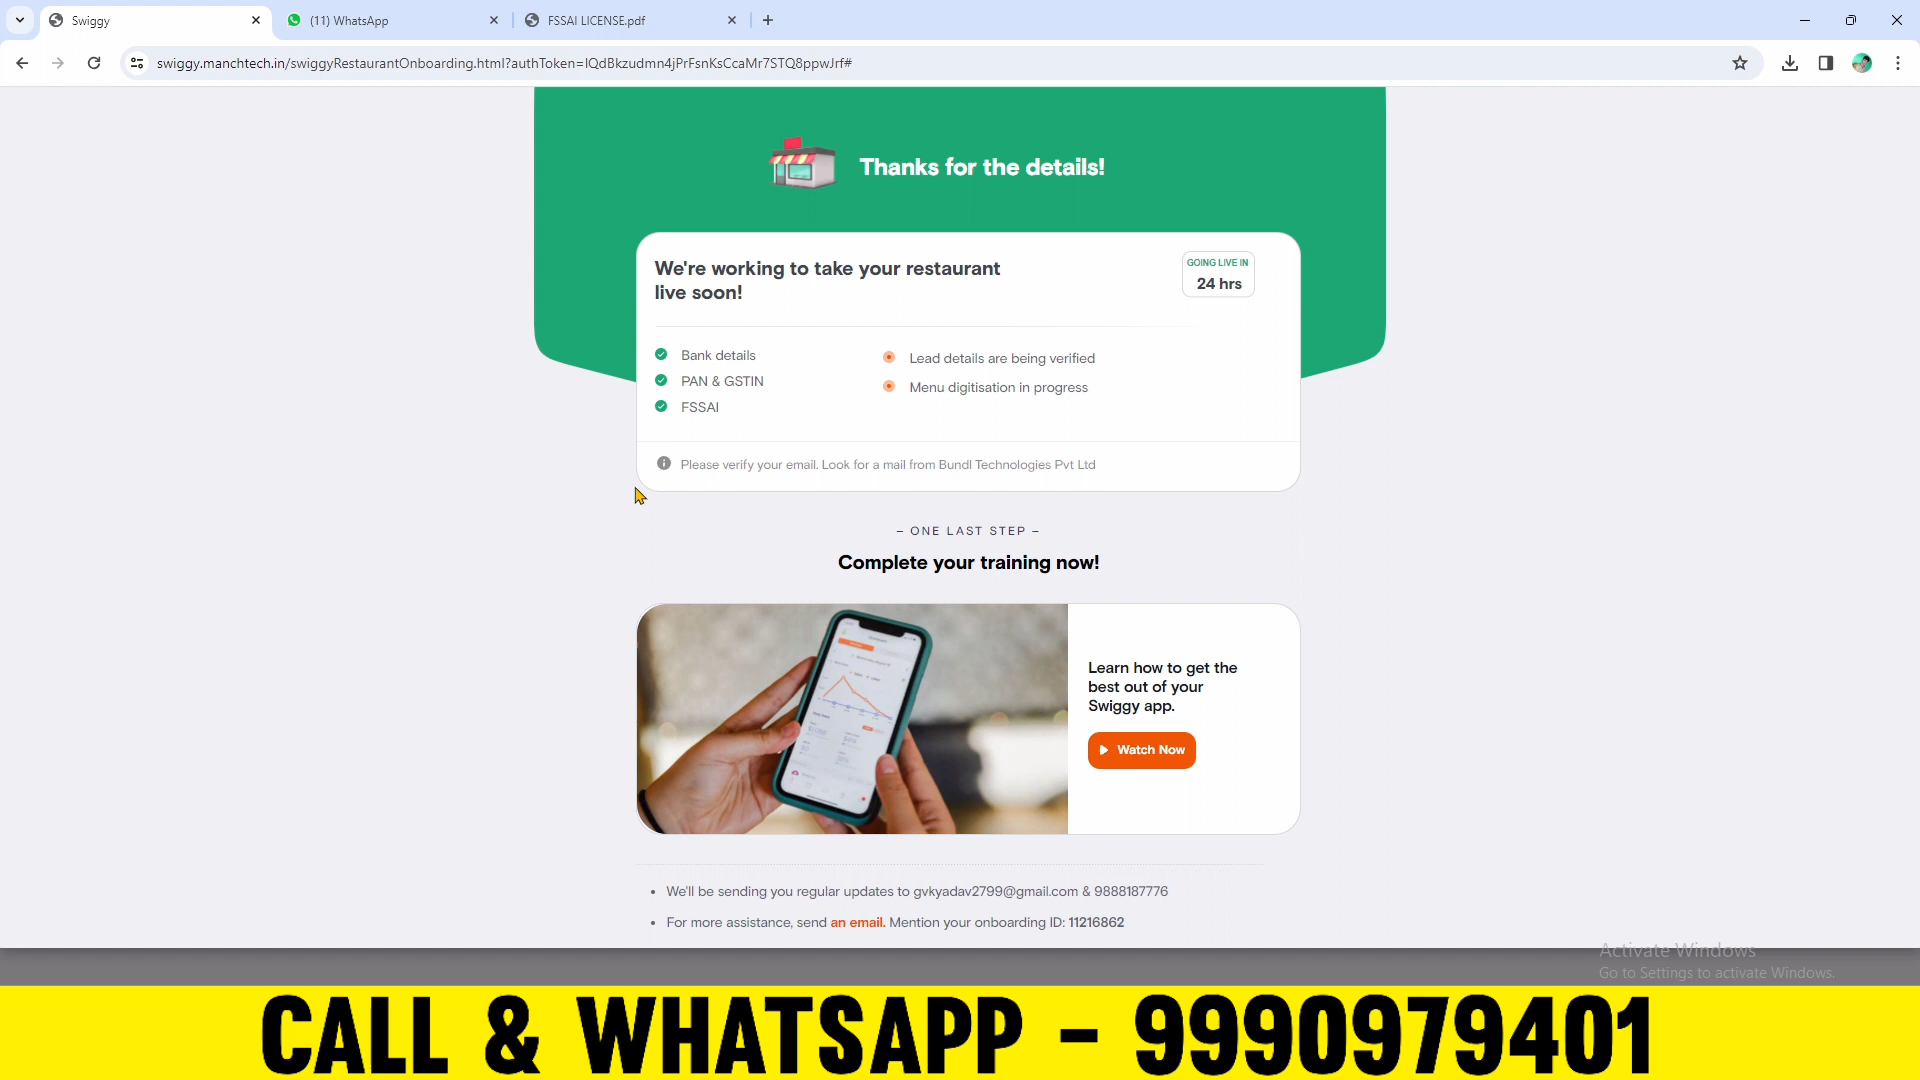 Swiggy
(11) WhatsApp
FSSAI LICENSE.pdf
swiggy.manchtech.in/swiggyRestaurantOnboarding.html?authToken=IQdBkzudmn4jPrFsnKsCcaMr7STQ8ppwJrf#
Thanks for the details!
We're working to take your restaurant
live soon!
GOING LIVE IN
24 hrs
Bank details
PAN & GSTIN
FSSAI
Lead details are being verified
Menu digitisation in progress
Please verify your email. Look for a mail from Bundl Technologies Pvt Ltd
– ONE LAST STEP –
Complete your training now!
Learn how to get the
best out of your
Swiggy app.
Watch Now
• We'll be sending you regular updates to gvkyadav2799@gmail.com & 9888187776
• For more assistance, send an email. Mention your onboarding ID: 11216862
Activate Windows
Go to Settings to activate Windows.
CALL & WHATSAPP - 9990979401